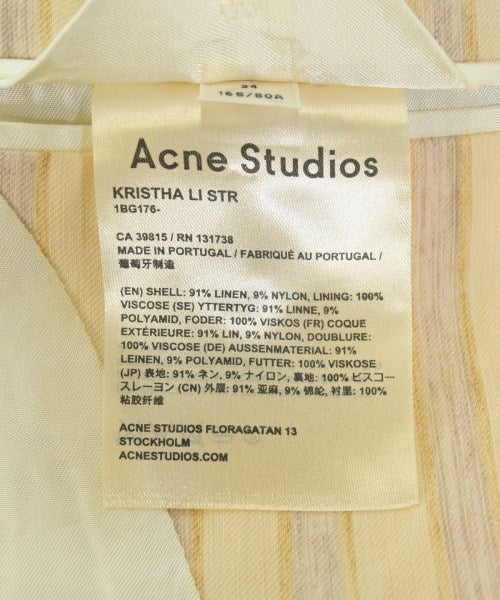 34
165/80A
Acne Studios
KRISTHA LI STR
1BG176-
CA 39815 / RN 131738
MADE IN PORTUGAL / FABRIQUÉ AU PORTUGAL /
葡萄牙制造
(EN) SHELL: 91% LINEN, 9% NYLON, LINING: 100%
VISCOSE (SE) YTTERTYG: 91% LINNE, 9%
POLYAMID, FODER: 100% VISKOS (FR) COQUE
EXTÉRIEURE: 91% LIN, 9% NYLON, DOUBLURE:
100% VISCOSE (DE) AUSSENMATERIAL: 91%
LEINEN, 9% POLYAMID, FUTTER: 100% VISKOSE
(JP) 表地: 91% ネン, 9% ナイロン, 裏地: 100% ビスコー
スレーヨン (CN) 外层: 91% 亚麻, 9% 锦纶, 衬里: 100%
粘胶纤维
ACNE STUDIOS FLORAGATAN 13
STOCKHOLM
ACNESTUDIOS.COM